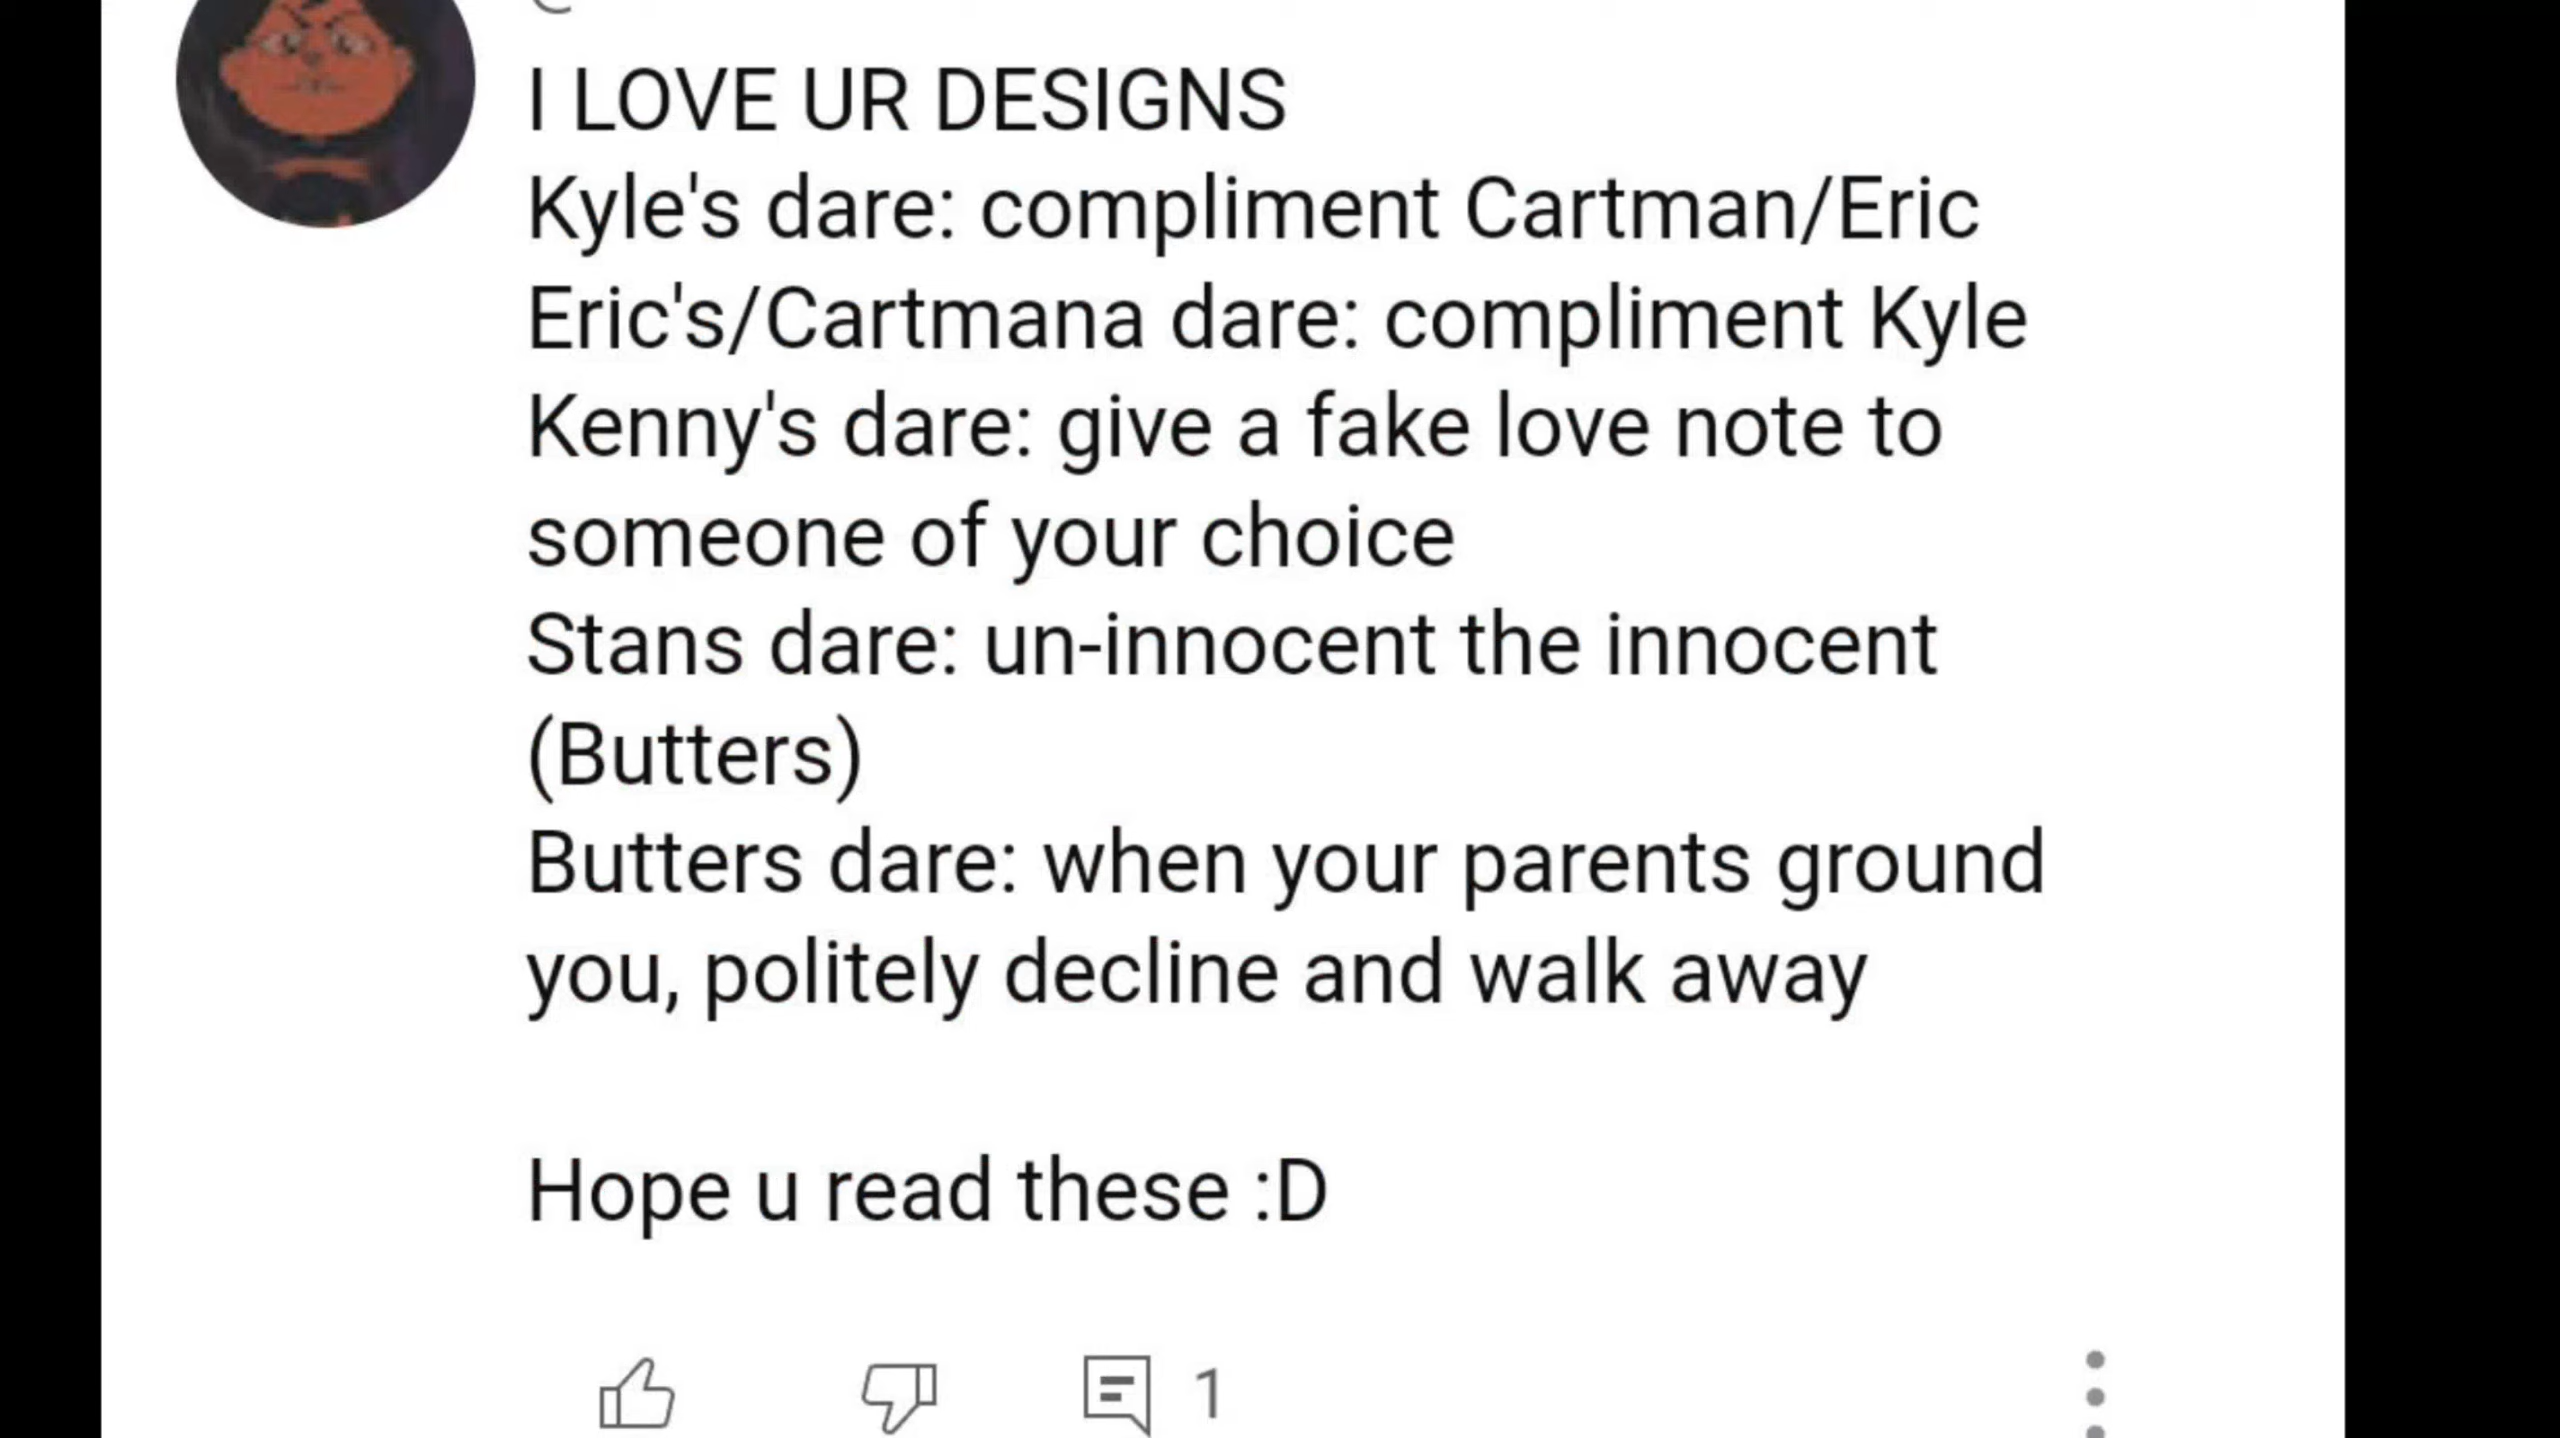 I LOVE UR DESIGNS
Kyle's dare: compliment Cartman/Eric
Eric's/Cartmana dare: compliment Kyle
Kenny's dare: give a fake love note to
someone of your choice
Stans dare: un-innocent the innocent
(Butters)
Butters dare: when your parents ground
you, politely decline and walk away
Hope u read these :D
1